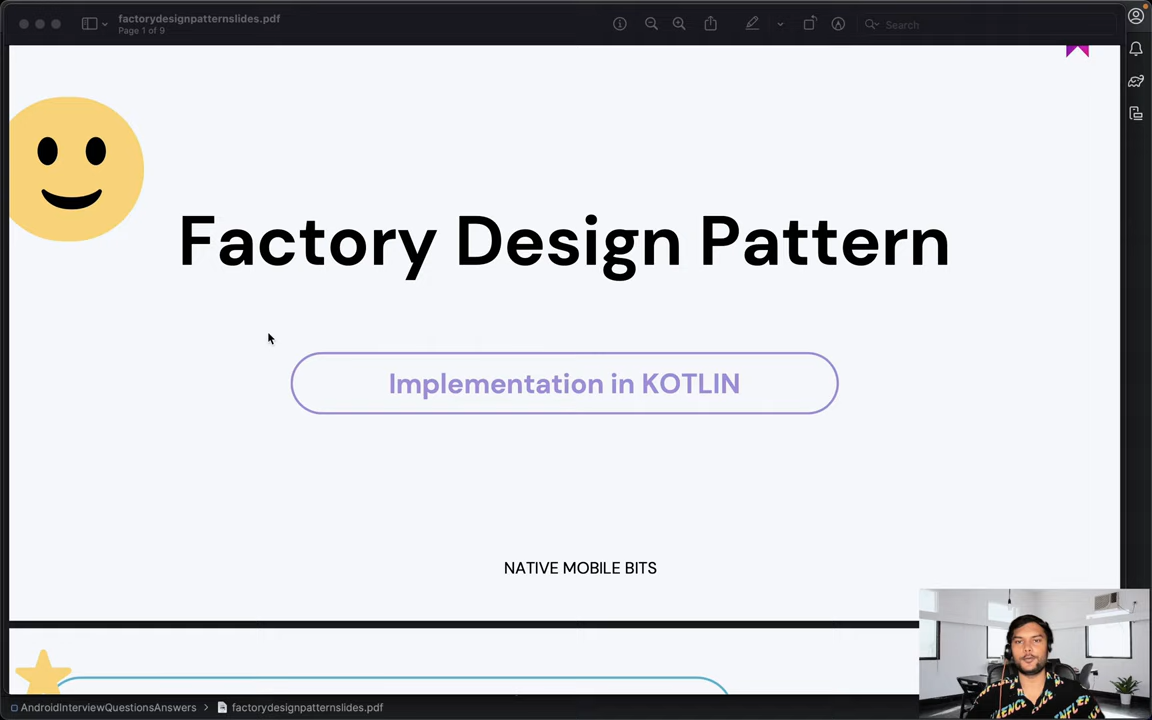 factorydesignpatternslides.pdf
Page 1 of 9
Search
Factory Design Pattern
Implementation in KOTLIN
NATIVE MOBILE BITS
AndroidInterviewQuestionsAnswers
factorydesignpatternslides.pdf